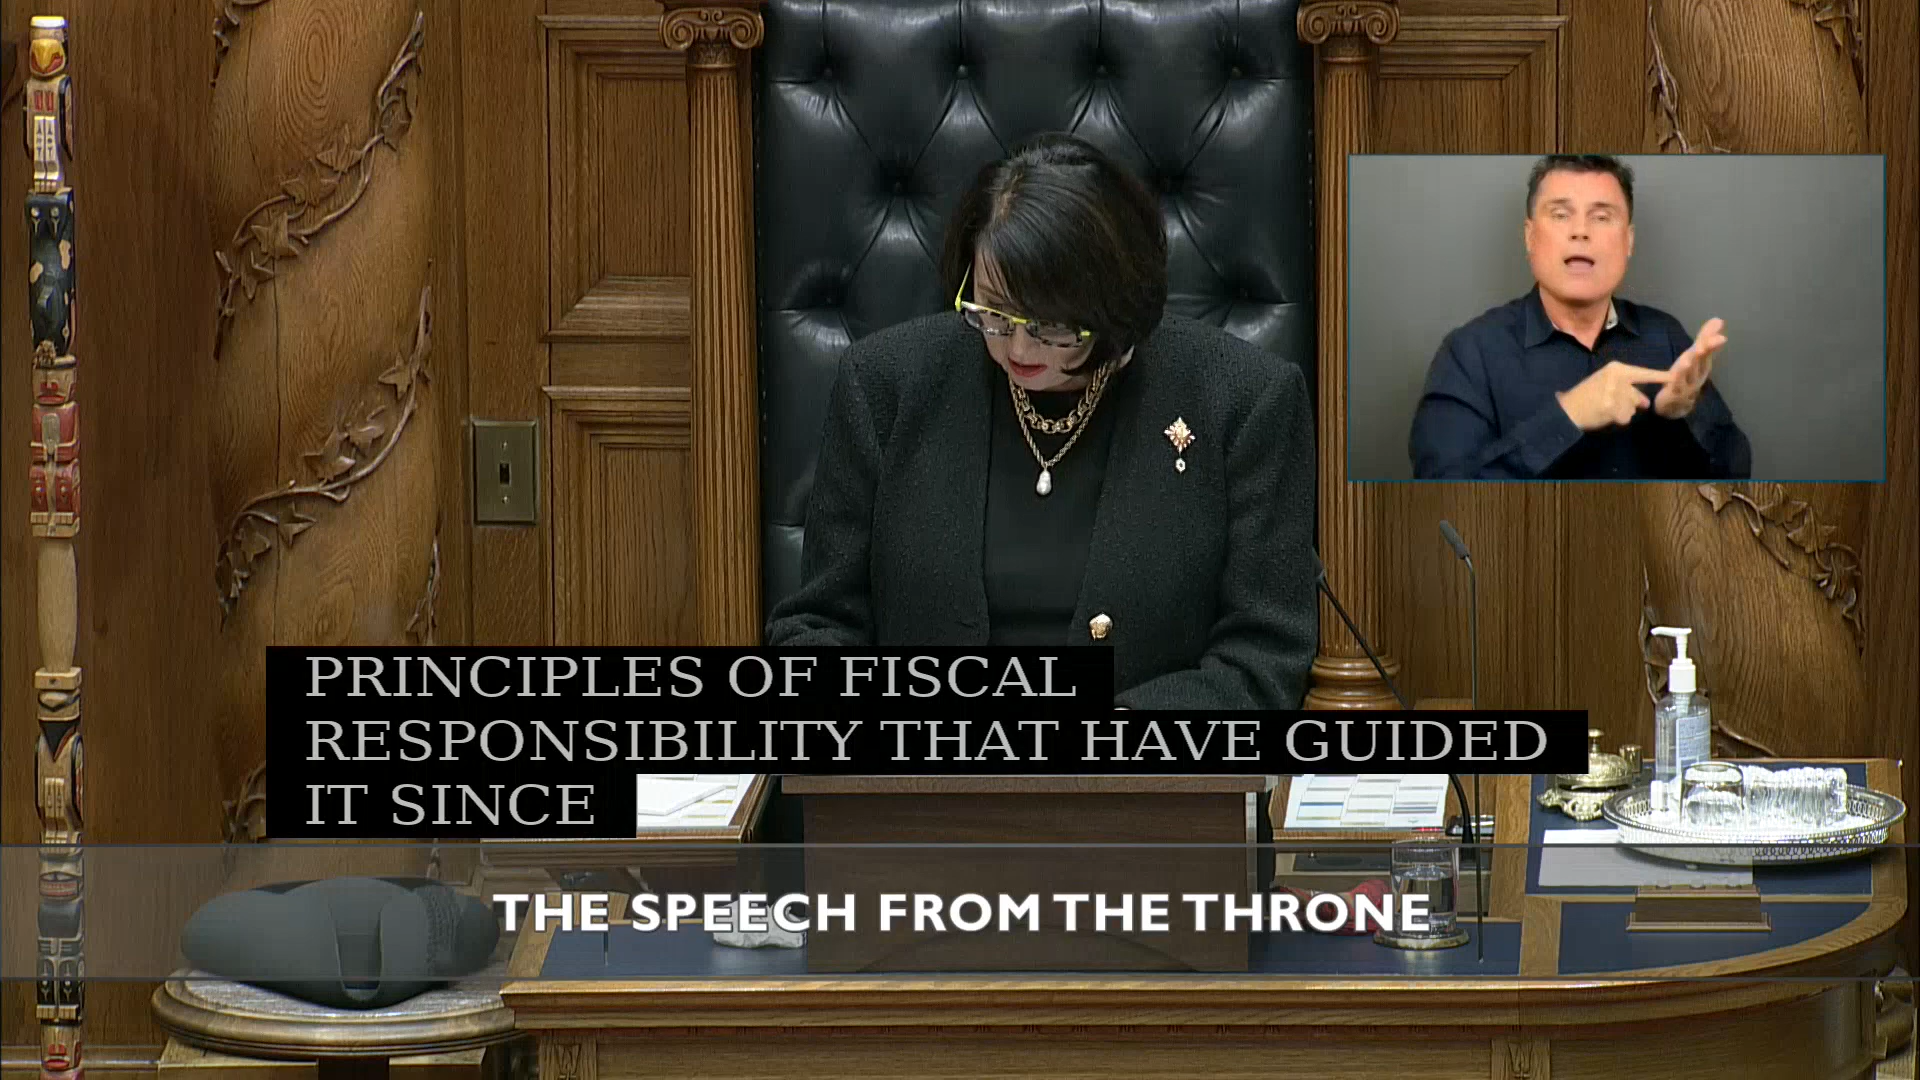 PRINCIPLES OF FISCAL
RESPONSIBILITY THAT HAVE GUIDED
IT SINCE
THE SPEECH FROM THE THRONE